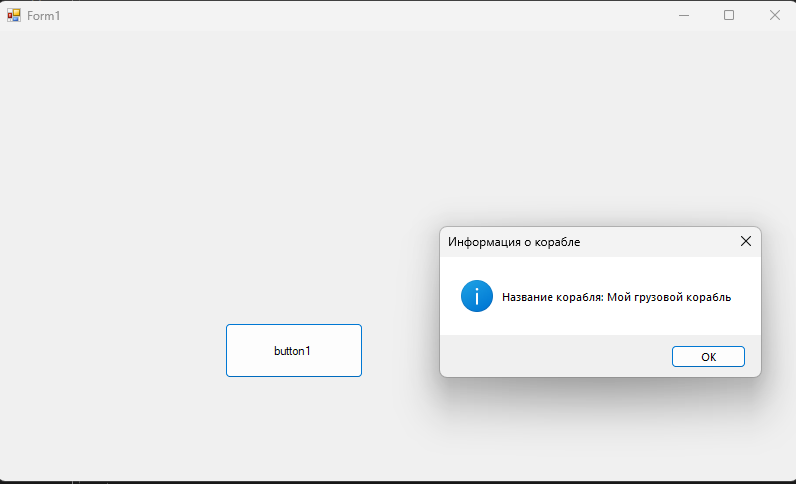 Form1
Информация о корабле
Название корабля: Мой грузовой корабль
button1
OK